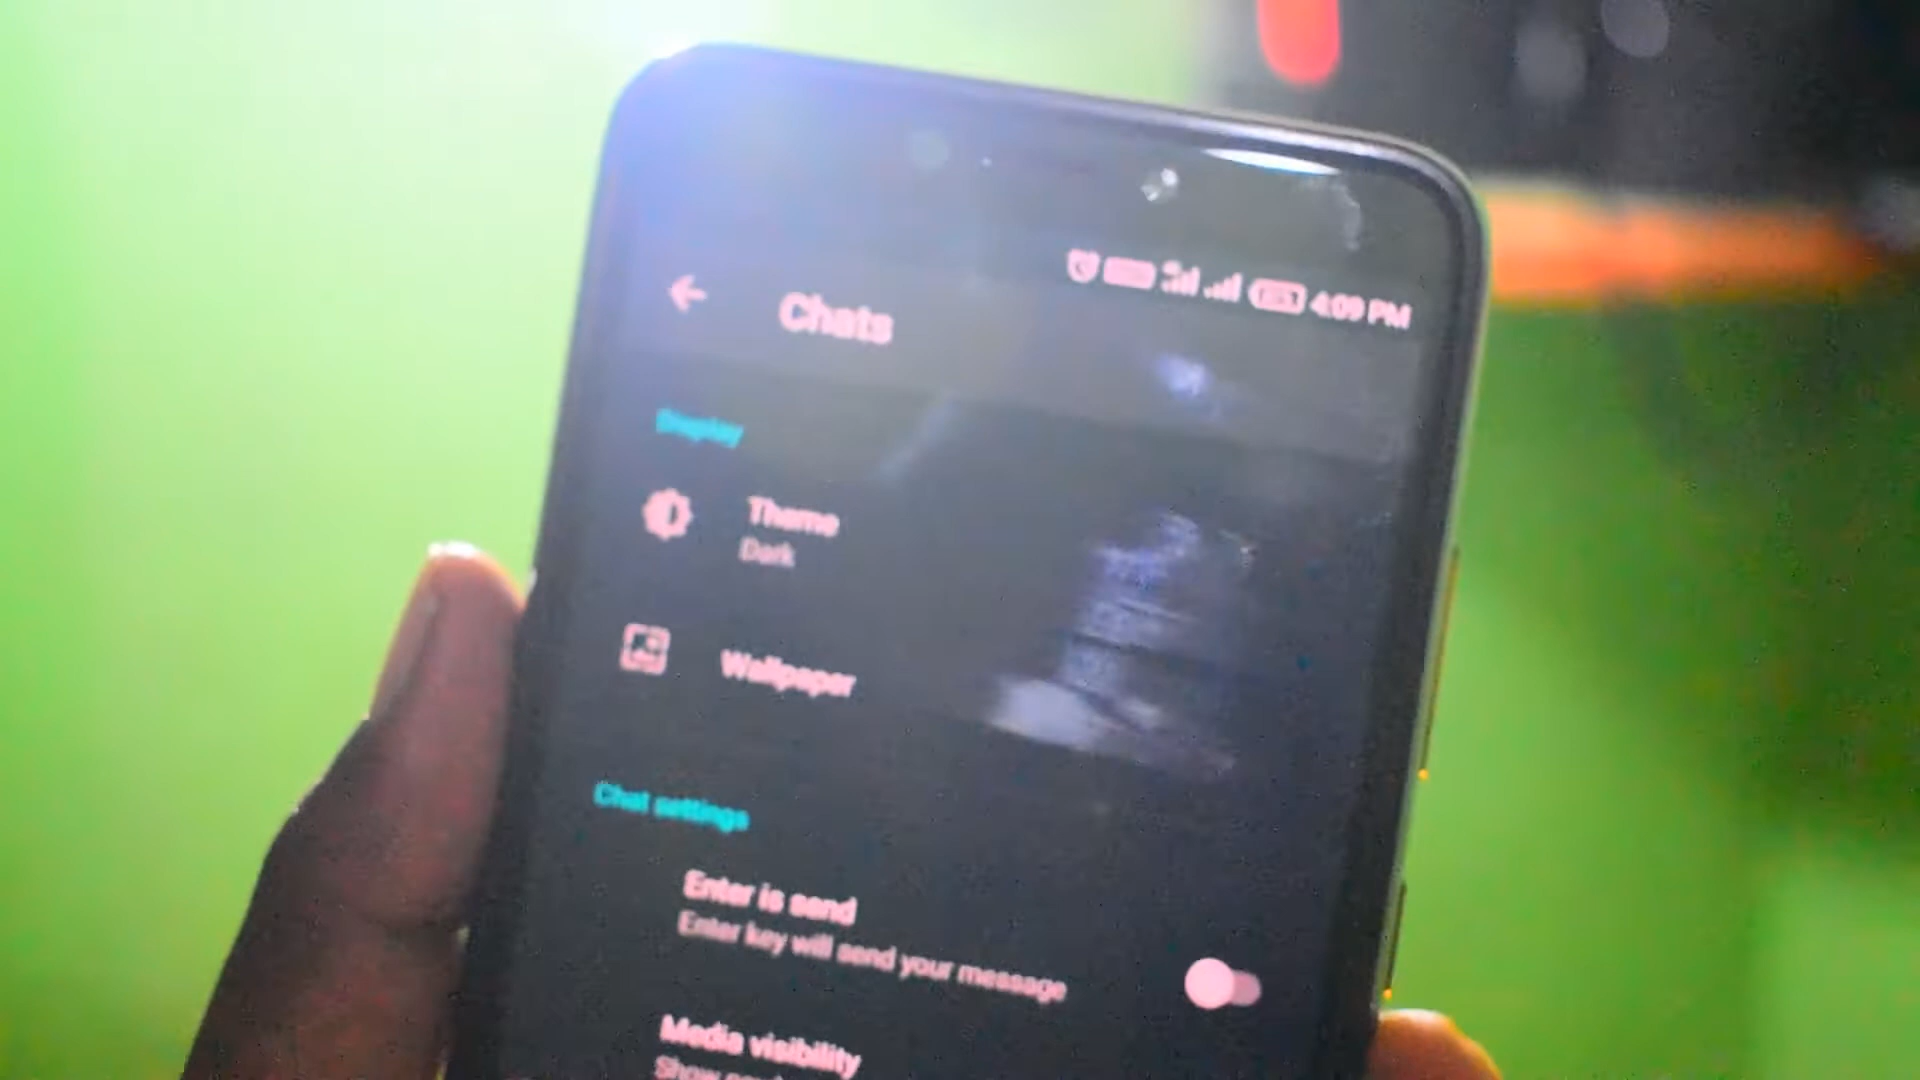 4:09 PM
Chats
Display
Theme
Dark
Wallpaper
Chat settings
Enter is send
Enter key will send your message
Media visibility
Show